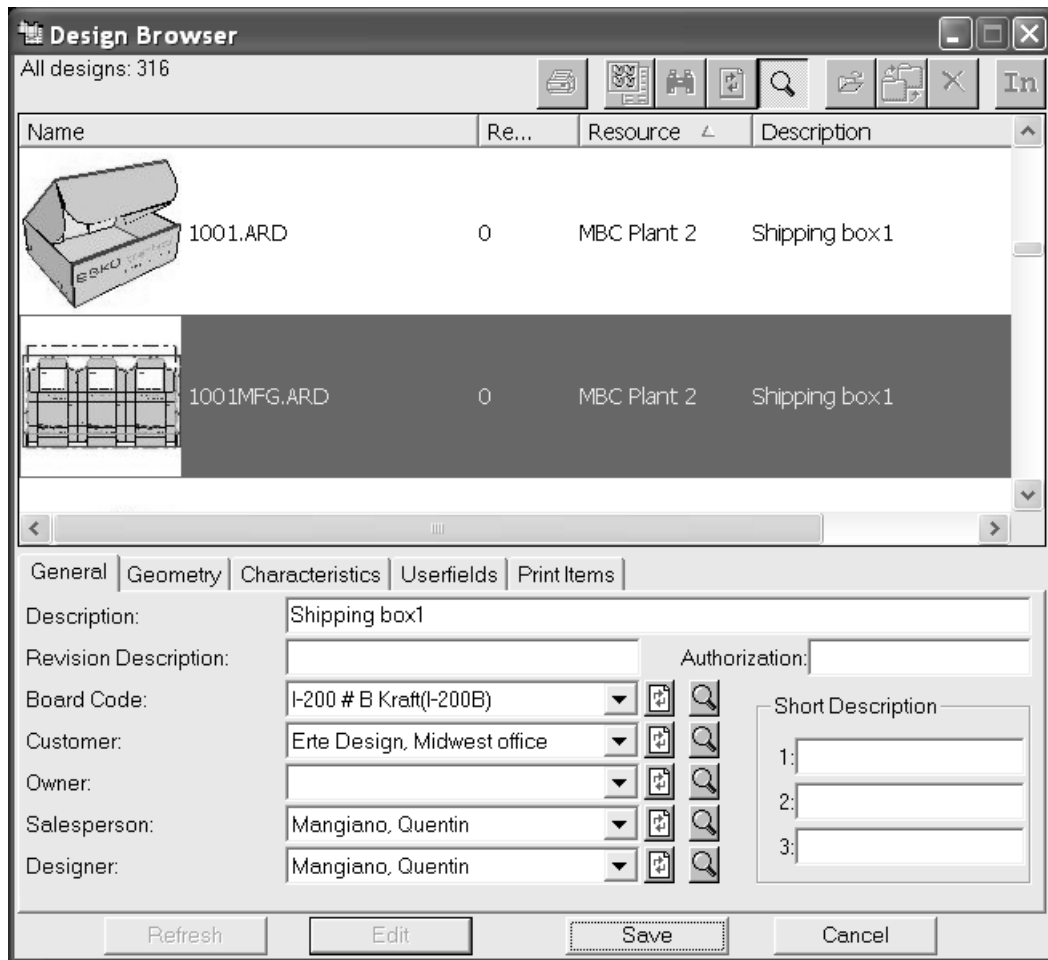 Design Browser
All designs: 316
In
Name Re... Resource Description
ESKO
1001.ARD 0 MBC Plant 2 Shipping box1
1001MFG.ARD 0 MBC Plant 2 Shipping box1
General Geometry Characteristics Userfields Print Items
Description: Shipping box1
Revision Description: Authorization:
Board Code: I-200 # B Kraft(I-200B)
Short Description
Customer: Erte Design, Midwest office
1:
Owner:
2:
Salesperson: Mangiano, Quentin
3:
Designer: Mangiano, Quentin
Refresh Edit Save Cancel